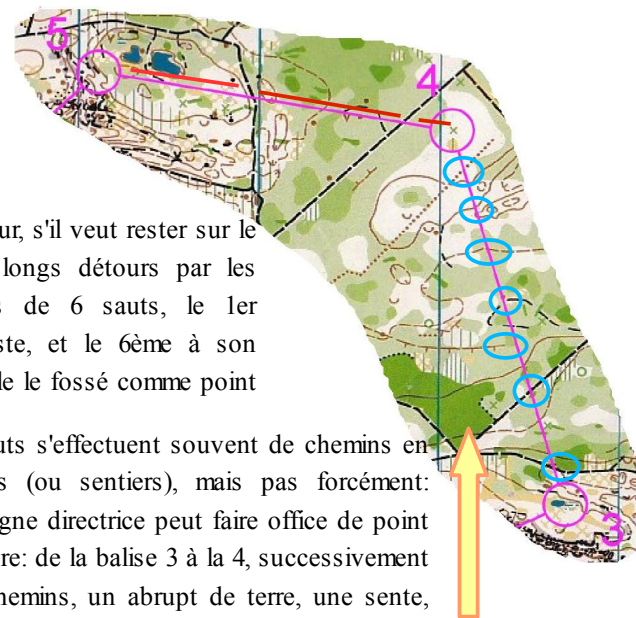 5
4
ur, s'il veut rester sur le
longs détours par les
s de 6 sauts, le 1er
ste, et le 6ème à son
le le fossé comme point
uts s'effectuent souvent de chemins en
s (ou sentiers), mais pas forcément:
gne directrice peut faire office de point
re: de la balise 3 à la 4, successivement
hemins, un abrupt de terre, une sente,
3